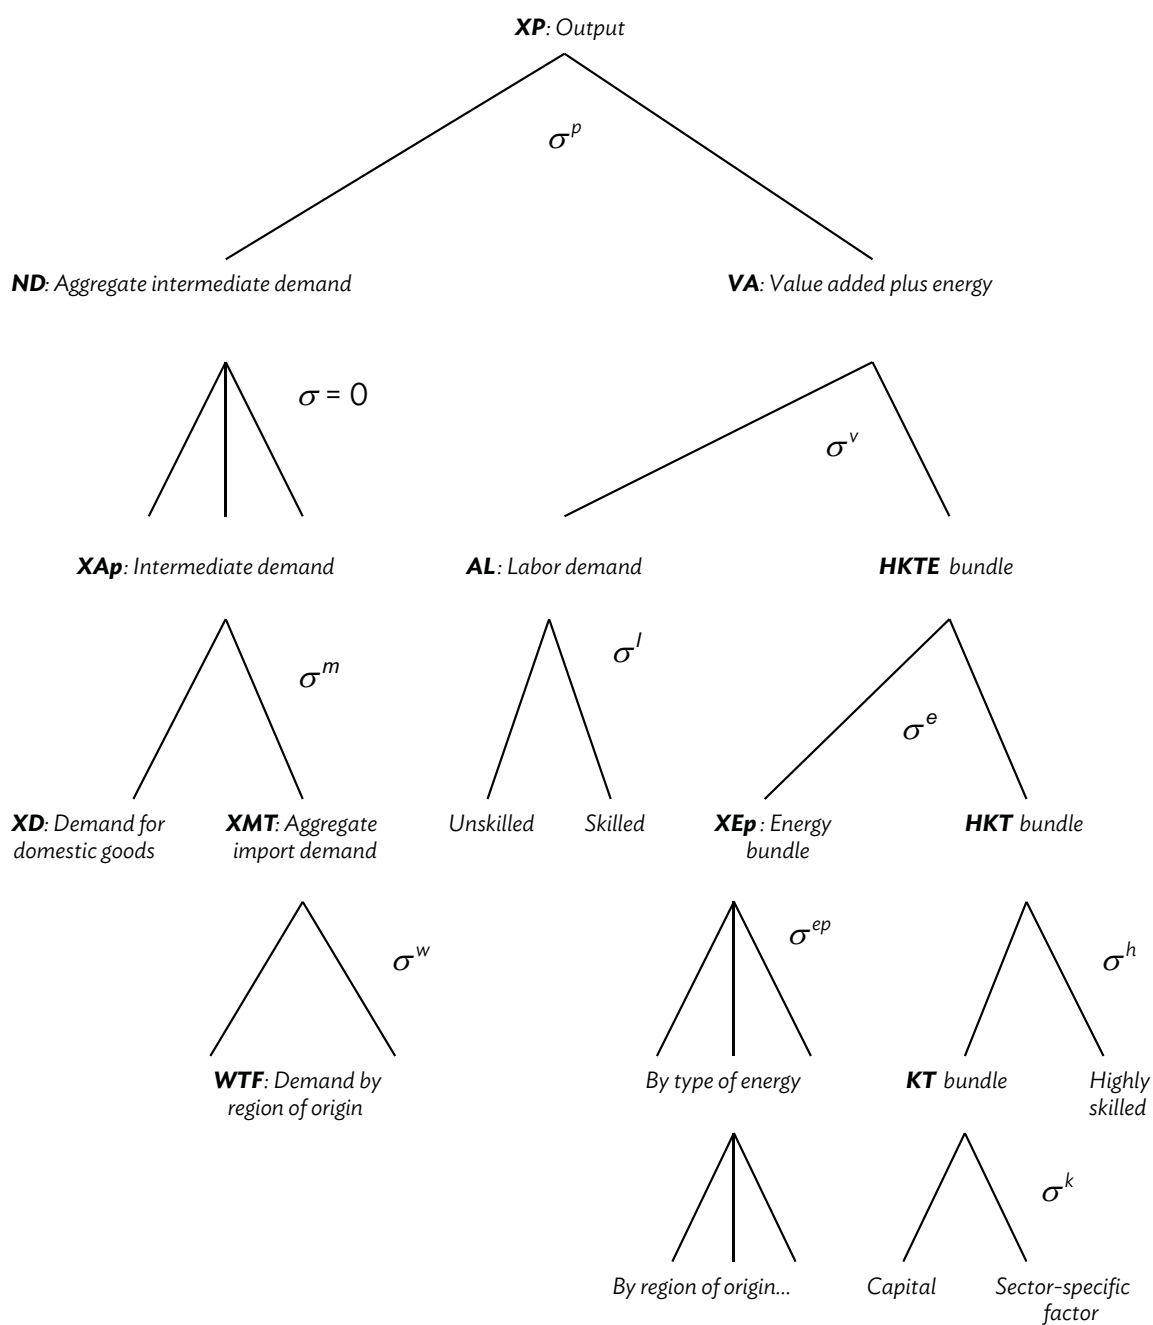 XP: Output
σ^p
ND: Aggregate intermediate demand
VA: Value added plus energy
σ = 0
σ^v
XAp: Intermediate demand
AL: Labor demand
HKTE bundle
σ^m
σ^l
σ^e
XD: Demand for
domestic goods
XMT: Aggregate
import demand
Unskilled
Skilled
XEp : Energy
bundle
HKT bundle
σ^w
σ^ep
σ^h
WTF: Demand by
region of origin
By type of energy
KT bundle
Highly
skilled
σ^k
By region of origin...
Capital
Sector-specific
factor